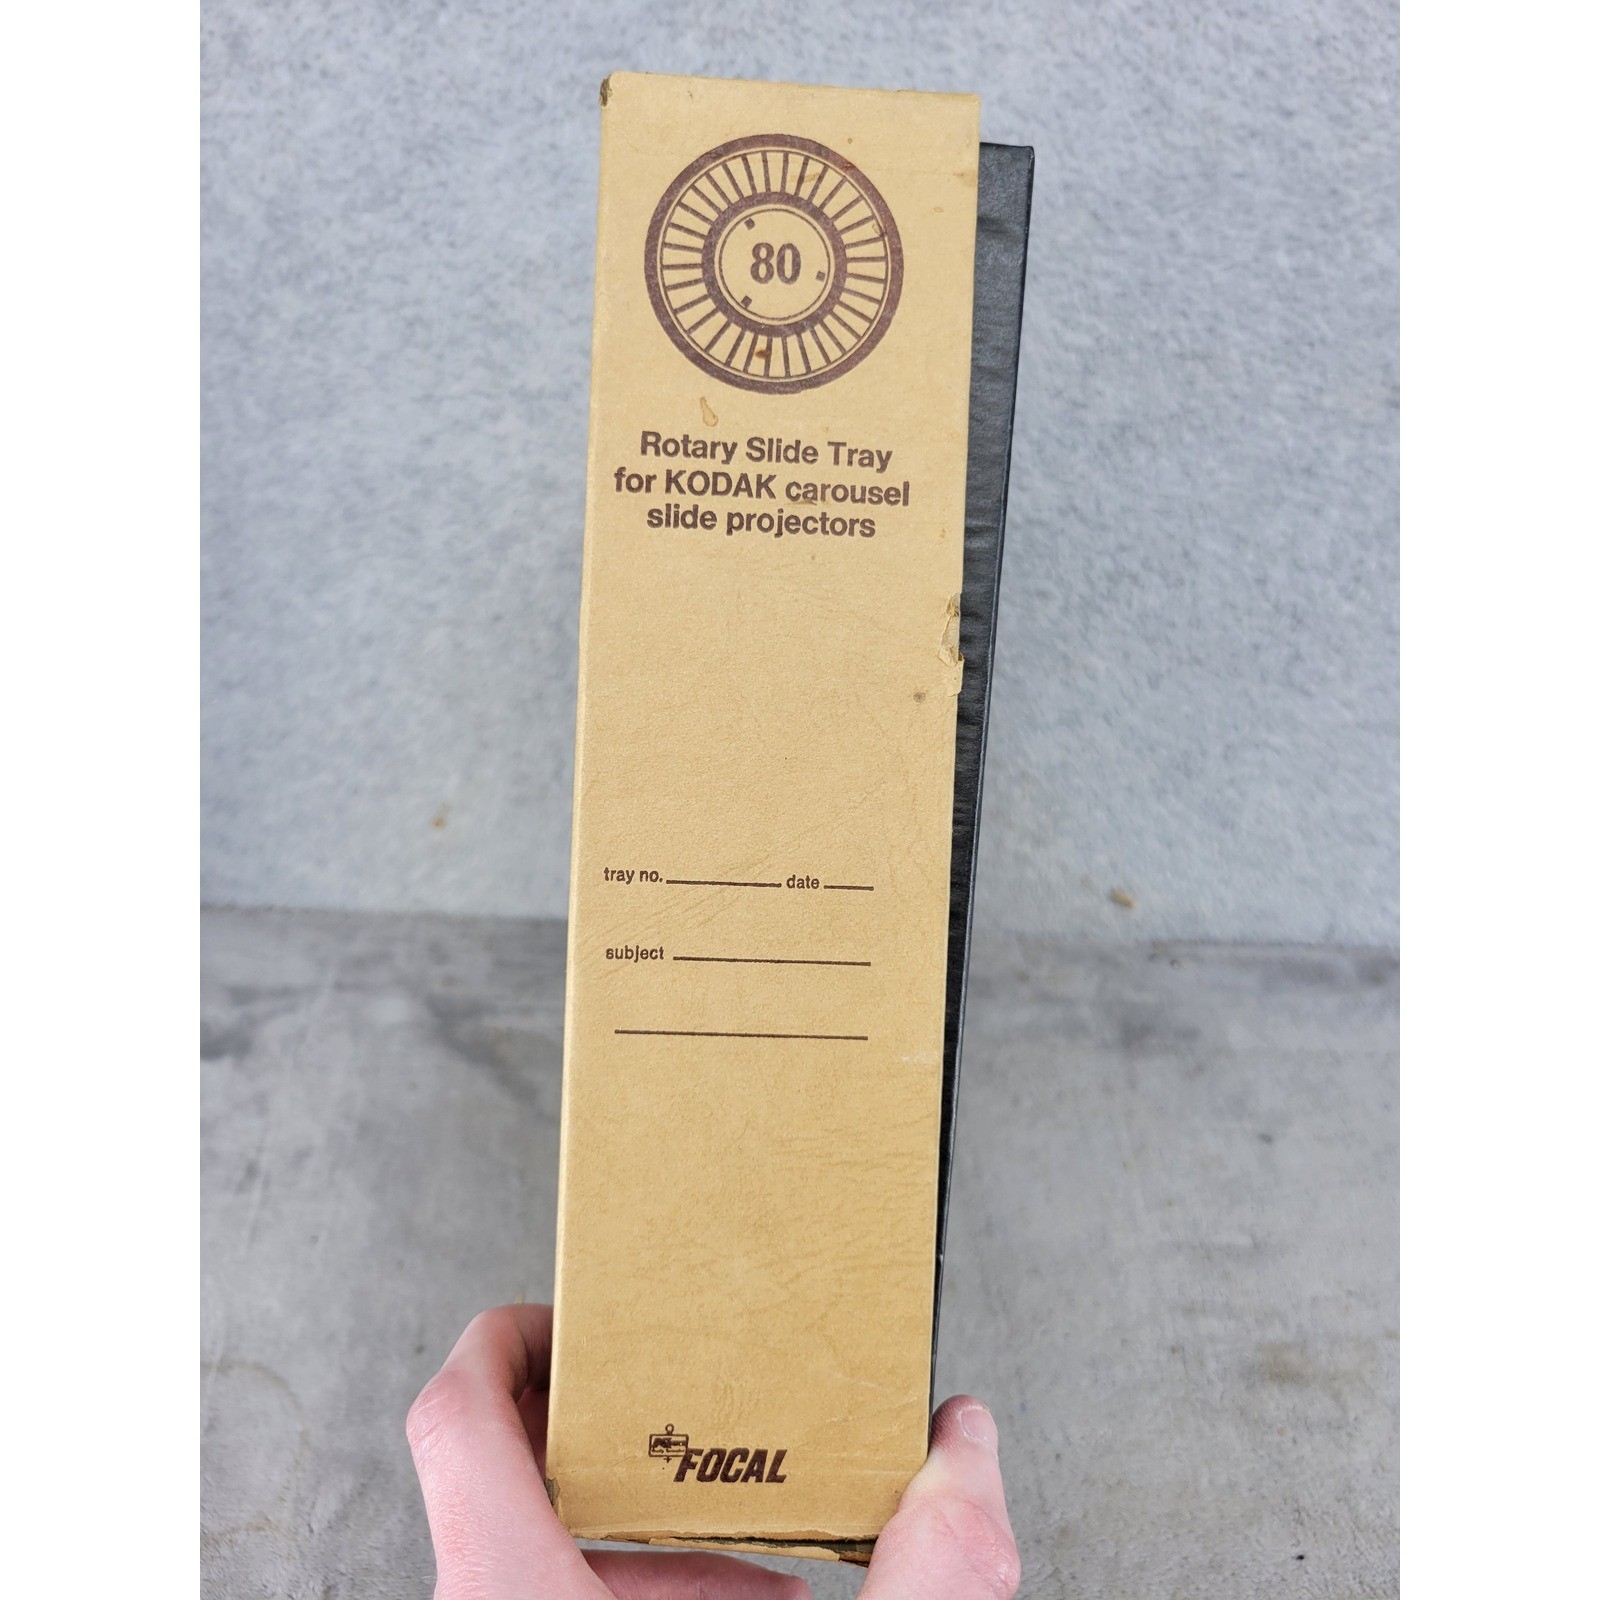 80
Rotary Slide Tray
for KODAK carousel
slide projectors
tray no. date
subject
FOCAL